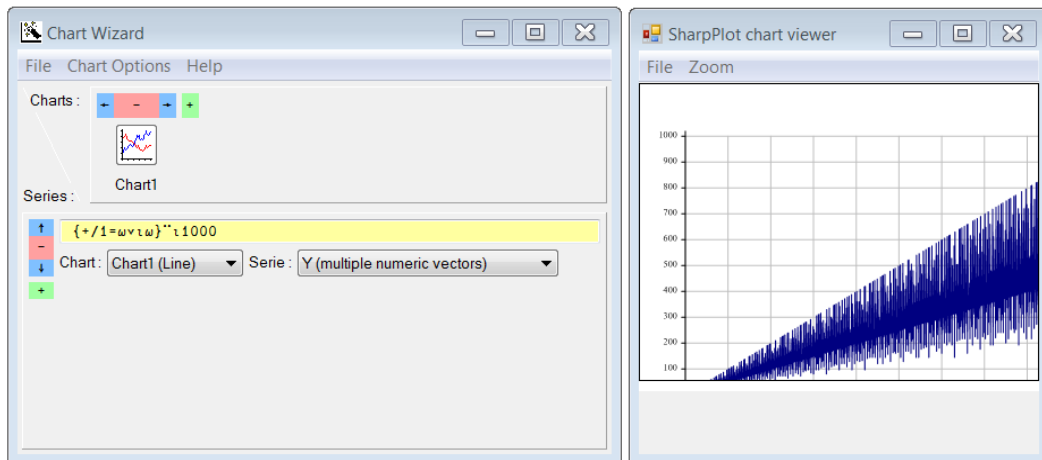 Chart Wizard
File Chart Options Help
Charts :
← − → +
Chart1
Series :
↑
−
↓
+
{+/1=⍵∨⍳⍵}¨⍳1000
Chart : Chart1 (Line) Serie : Y (multiple numeric vectors)
SharpPlot chart viewer
File Zoom
1000
900
800
700
600
500
400
300
200
100